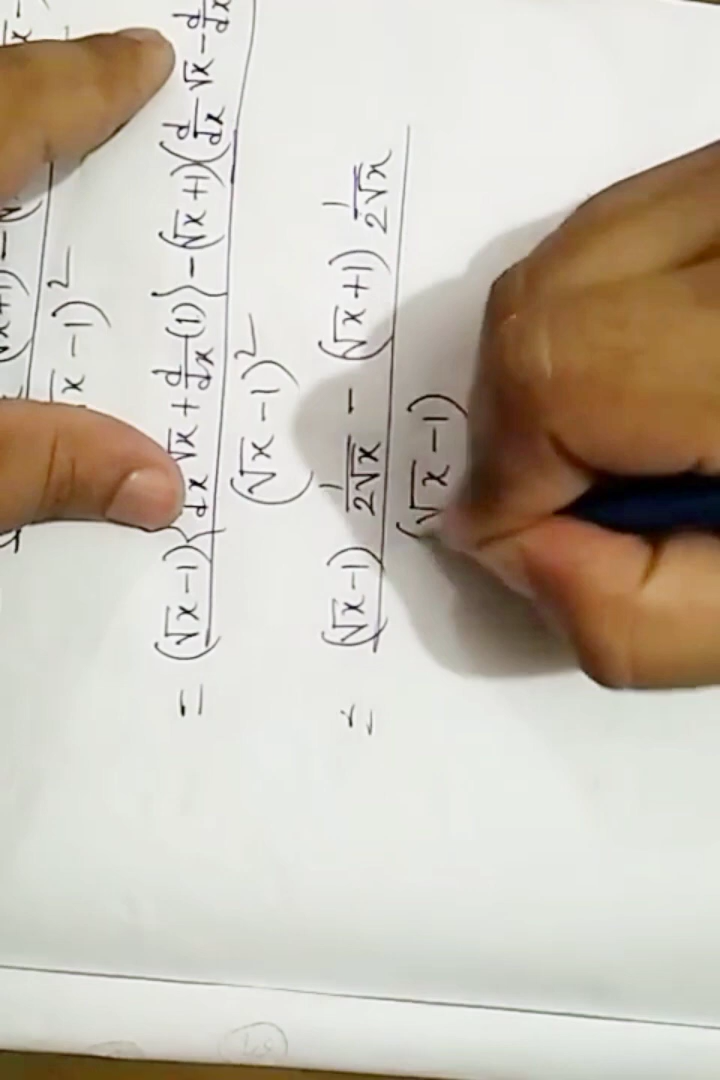 x - 1)²
= (√x - 1){ d/dx √x + d/dx (1)} - (√x + 1)(d/dx √x - d/dx
(√x - 1)²
= (√x - 1) 1/2√x - (√x + 1) 1/2√x
(√x - 1)